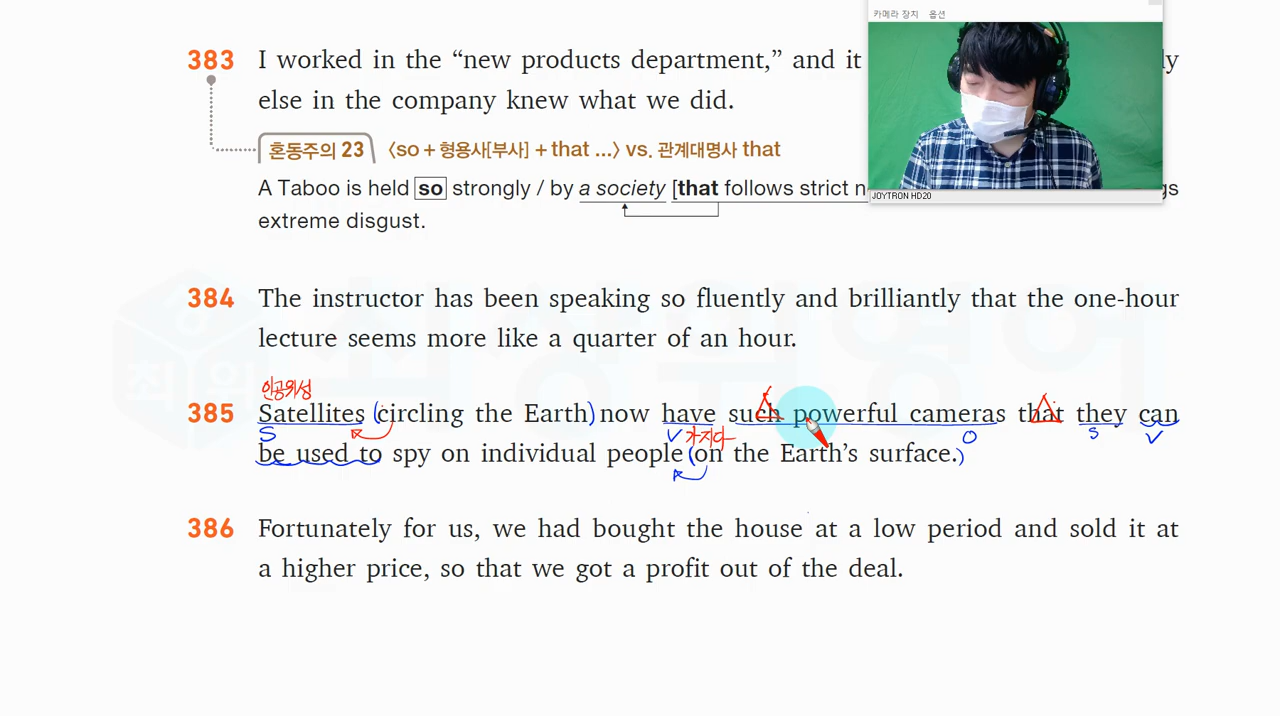 카메라 장치 옵션
383 I worked in the “new products department,” and it
else in the company knew what we did.
혼동주의 23 〈so + 형용사[부사] + that ...〉 vs. 관계대명사 that
A Taboo is held so strongly / by a society [that follows strict
extreme disgust.
JOYTRON HD20
384 The instructor has been speaking so fluently and brilliantly that the one-hour
lecture seems more like a quarter of an hour.
인공위성
385 Satellites (circling the Earth) now have such powerful cameras that they can
S V 가지다 O S V
be used to spy on individual people (on the Earth’s surface.)
386 Fortunately for us, we had bought the house at a low period and sold it at
a higher price, so that we got a profit out of the deal.
최상위영어